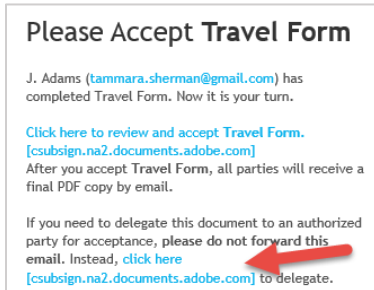 Please Accept Travel Form
J. Adams (tammara.sherman@gmail.com) has
completed Travel Form. Now it is your turn.
Click here to review and accept Travel Form.
[csubsign.na2.documents.adobe.com]
After you accept Travel Form, all parties will receive a
final PDF copy by email.
If you need to delegate this document to an authorized
party for acceptance, please do not forward this
email. Instead, click here
[csubsign.na2.documents.adobe.com] to delegate.